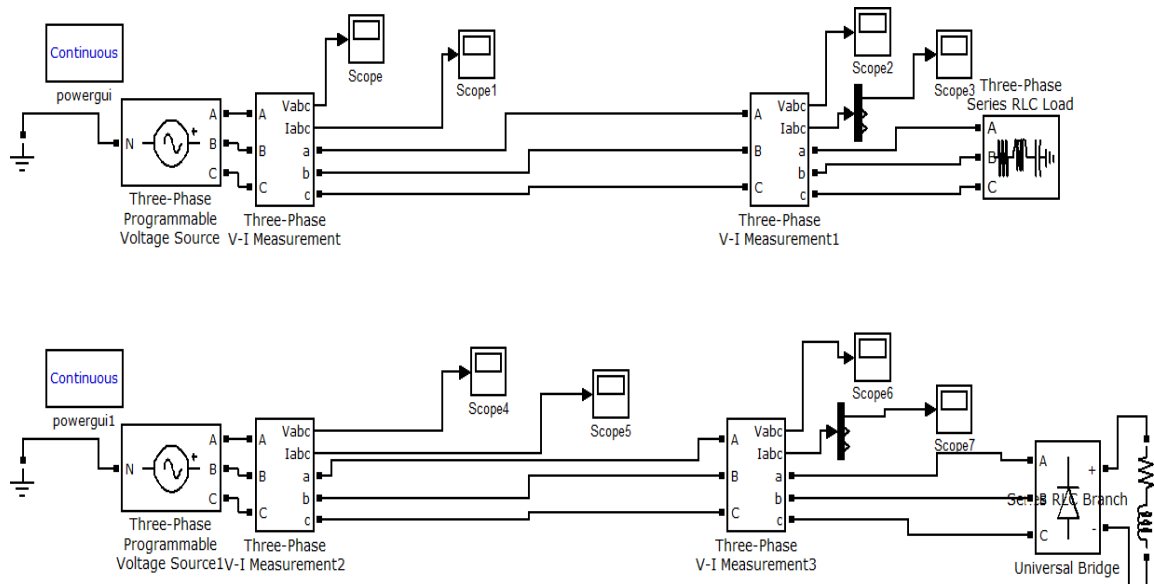 Continuous
powergui
N
A
B
C
+
Three-Phase
Programmable
Voltage Source
A
B
C
Vabc
Iabc
a
b
c
Three-Phase
V-I Measurement
Scope
Scope1
A
B
C
Vabc
Iabc
a
b
c
Three-Phase
V-I Measurement1
Scope2
Scope3
Three-Phase
Series RLC Load
A
B
C
Continuous
powergui1
N
A
B
C
+
Three-Phase
Programmable
Voltage Source1
A
B
C
Vabc
Iabc
a
b
c
Three-Phase
V-I Measurement2
Scope4
Scope5
A
B
C
Vabc
Iabc
a
b
c
Three-Phase
V-I Measurement3
Scope6
Scope7
A
B
C
+
-
Series RLC Branch
Universal Bridge